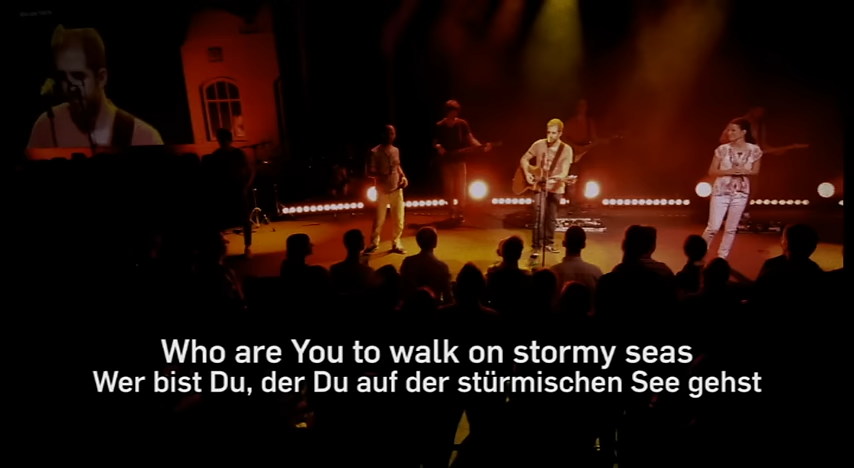 Who are You to walk on stormy seas
Wer bist Du, der Du auf der stürmischen See gehst